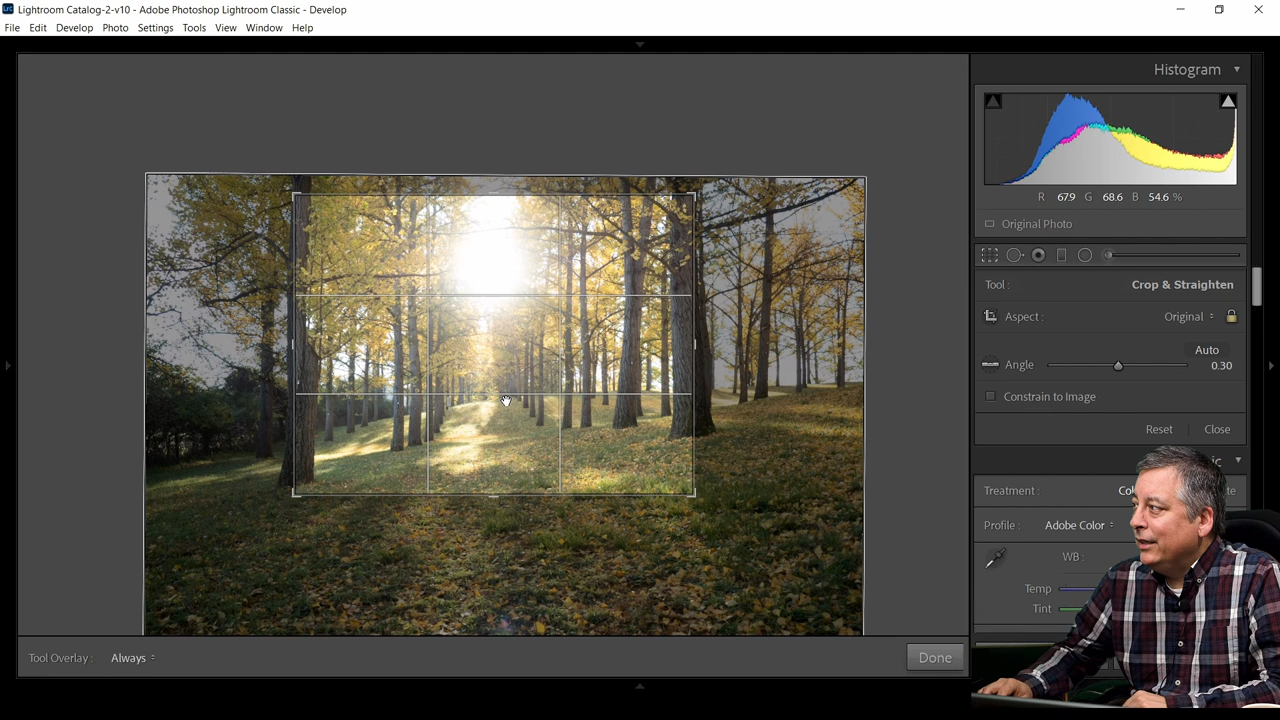 Lrc Lightroom Catalog-2-v10 - Adobe Photoshop Lightroom Classic - Develop
File Edit Develop Photo Settings Tools View Window Help
Histogram
R 67.9 G 68.6 B 54.6 %
Original Photo
Tool : Crop & Straighten
Aspect : Original
Auto
Angle 0.30
Constrain to Image
Reset Close
Treatment :
Profile : Adobe Color
WB :
Temp
Tint
Tool Overlay : Always
Done